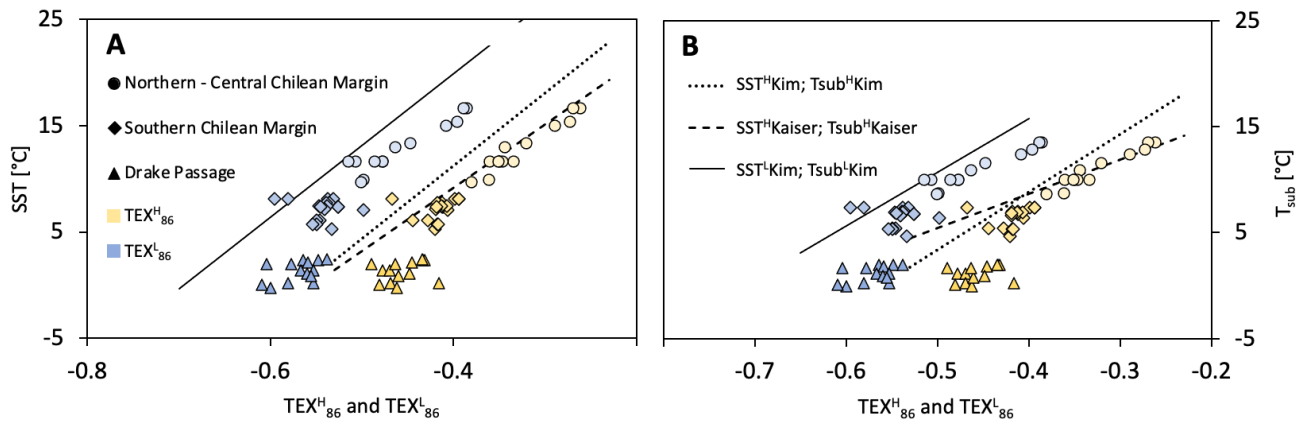 A
25
15
5
-5
SST [°C]
Northern - Central Chilean Margin
Southern Chilean Margin
Drake Passage
TEXᴴ₈₆
TEXᴸ₈₆
-0.8
-0.6
-0.4
TEXᴴ₈₆ and TEXᴸ₈₆
B
SSTᴴKim; TsubᴴKim
SSTᴴKaiser; TsubᴴKaiser
SSTᴸKim; TsubᴸKim
25
15
5
-5
Tsub [°C]
-0.7
-0.6
-0.5
-0.4
-0.3
-0.2
TEXᴴ₈₆ and TEXᴸ₈₆